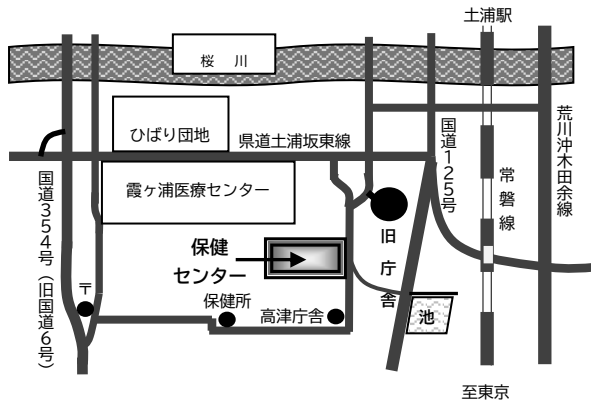 土浦駅
桜　川
ひばり団地
県道土浦坂東線
国道125号
荒川沖木田余線
常磐線
霞ヶ浦医療センター
国道354号（旧国道6号）
旧庁舎
保健
センター
〒
保健所
高津庁舎
池
至東京